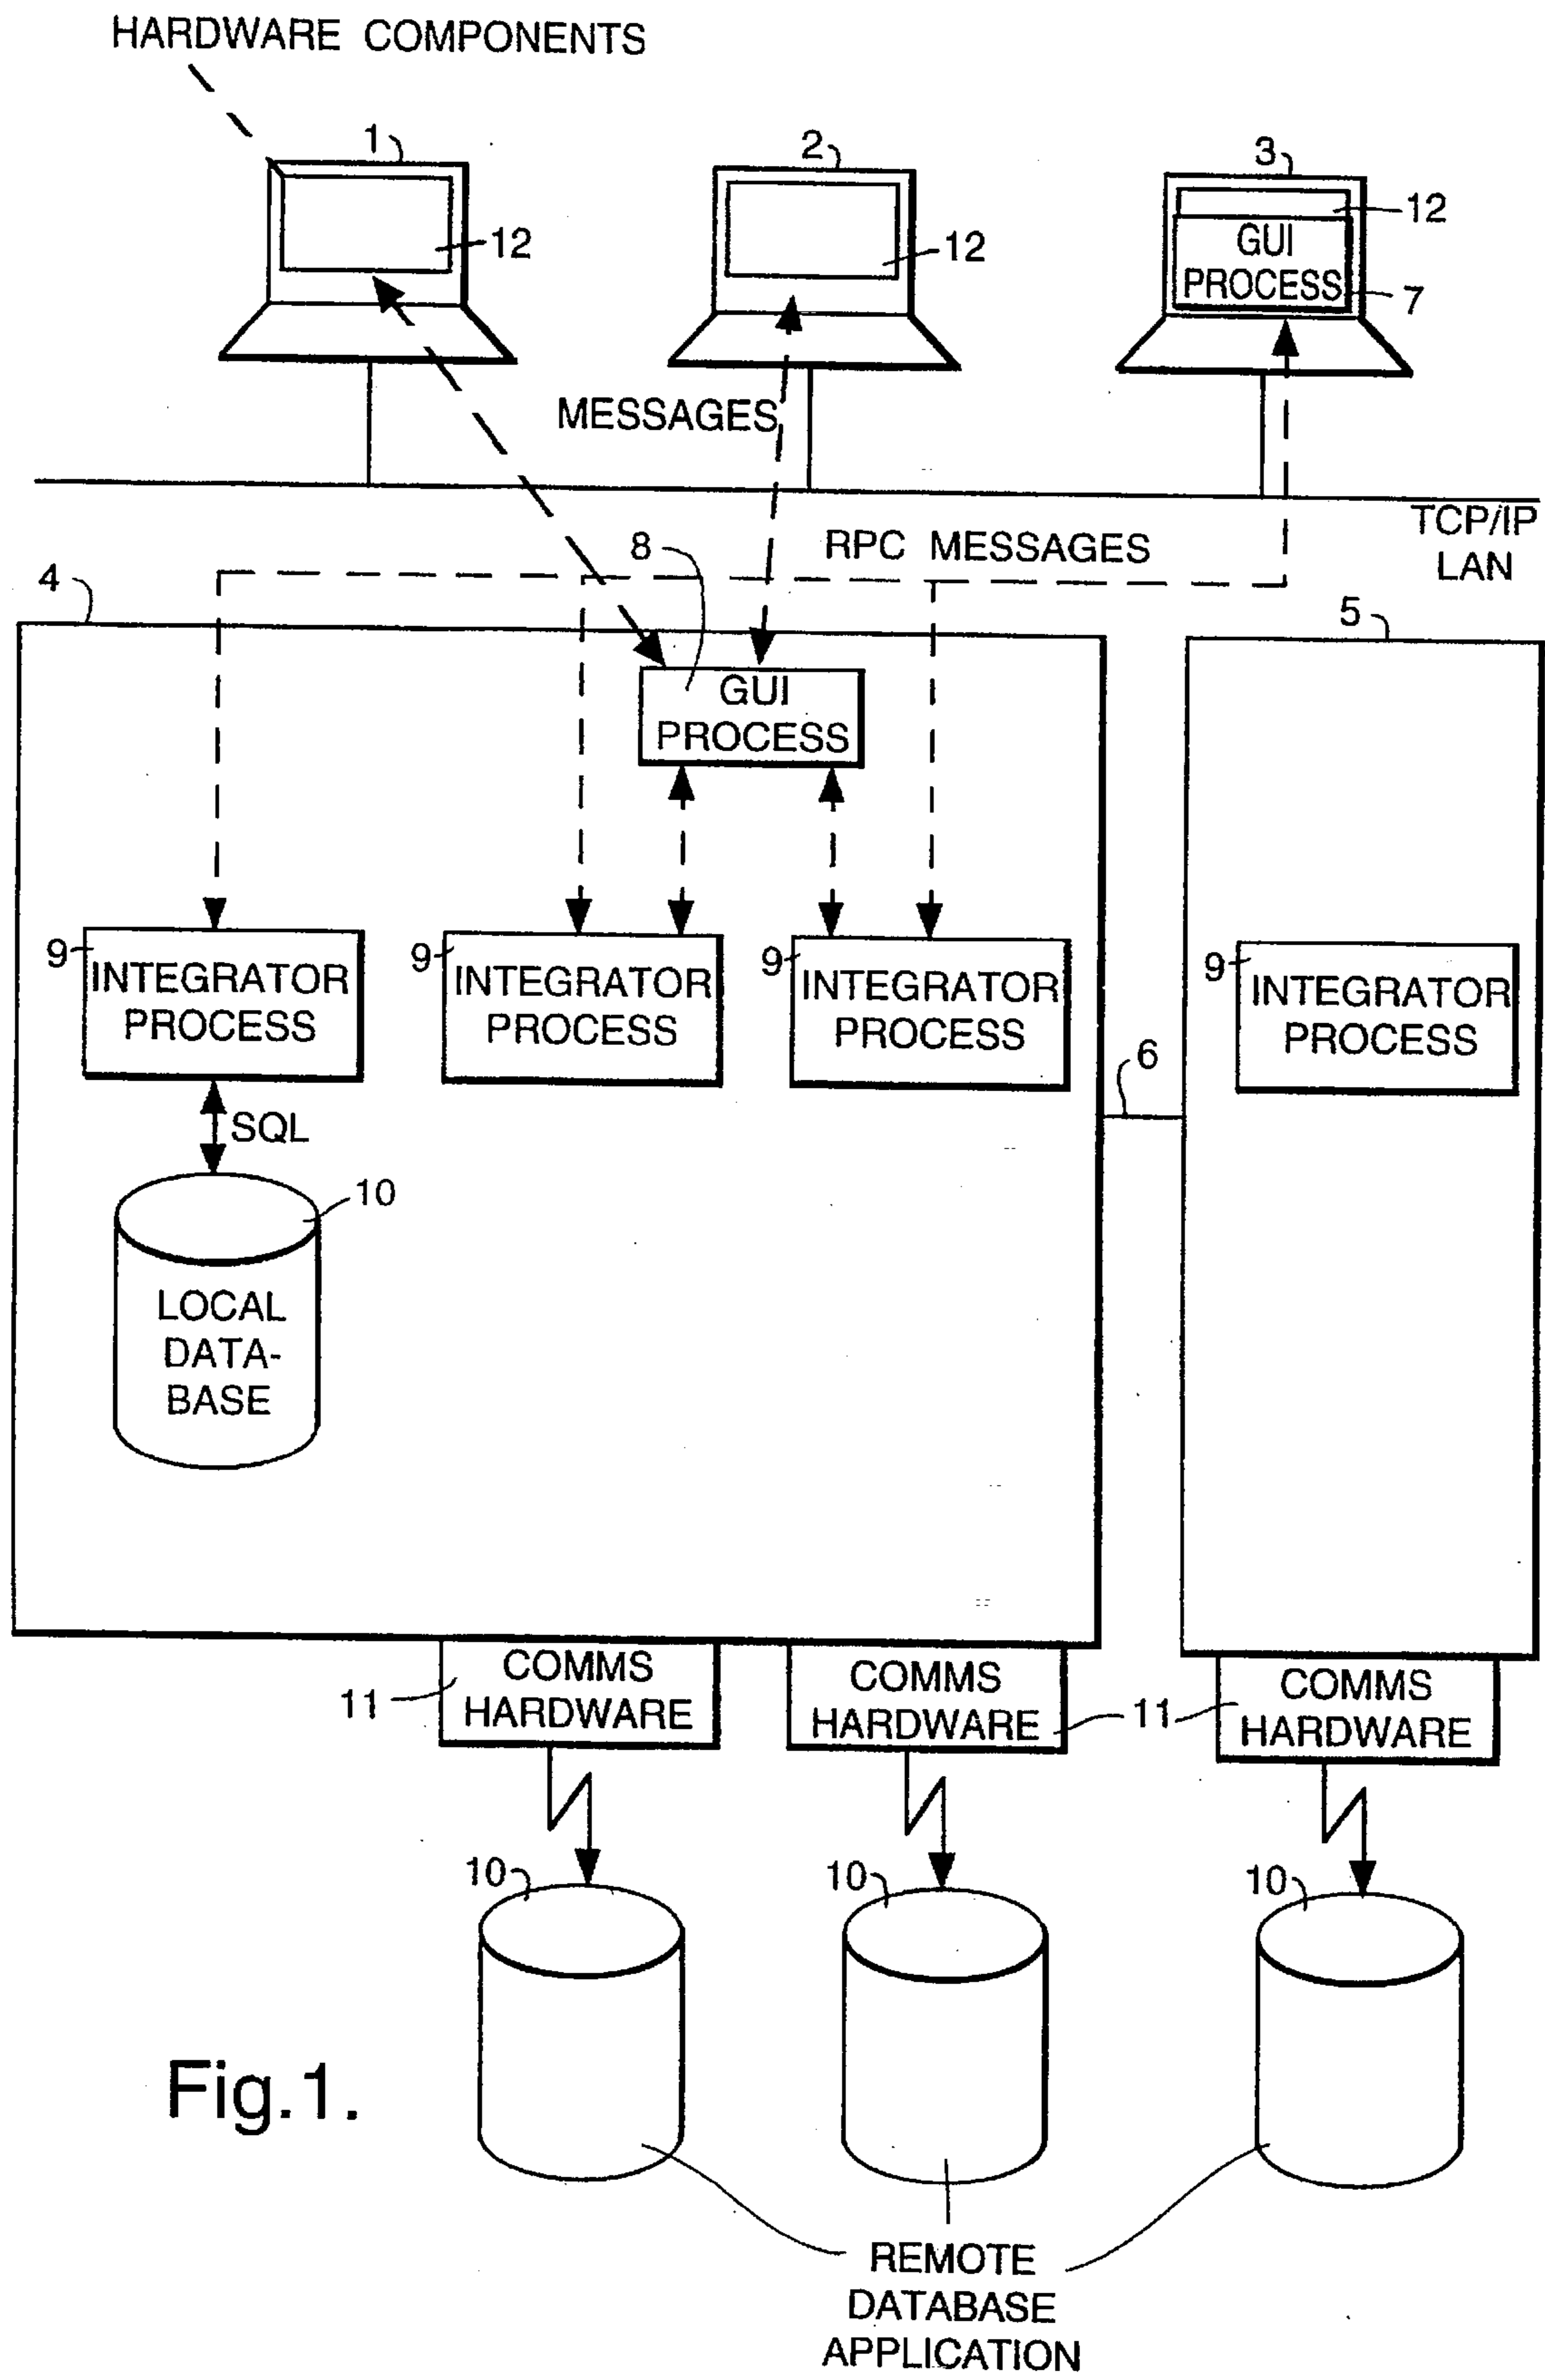 HARDWARE COMPONENTS
1
2
3
12
12
12
GUI
PROCESS
7
MESSAGES
TCP/IP
LAN
RPC MESSAGES
8
4
5
GUI
PROCESS
9
INTEGRATOR
PROCESS
9
INTEGRATOR
PROCESS
9
INTEGRATOR
PROCESS
9
INTEGRATOR
PROCESS
6
SQL
10
LOCAL
DATA-
BASE
COMMS
HARDWARE
11
COMMS
HARDWARE
11
COMMS
HARDWARE
10
10
10
Fig.1.
REMOTE
DATABASE
APPLICATION